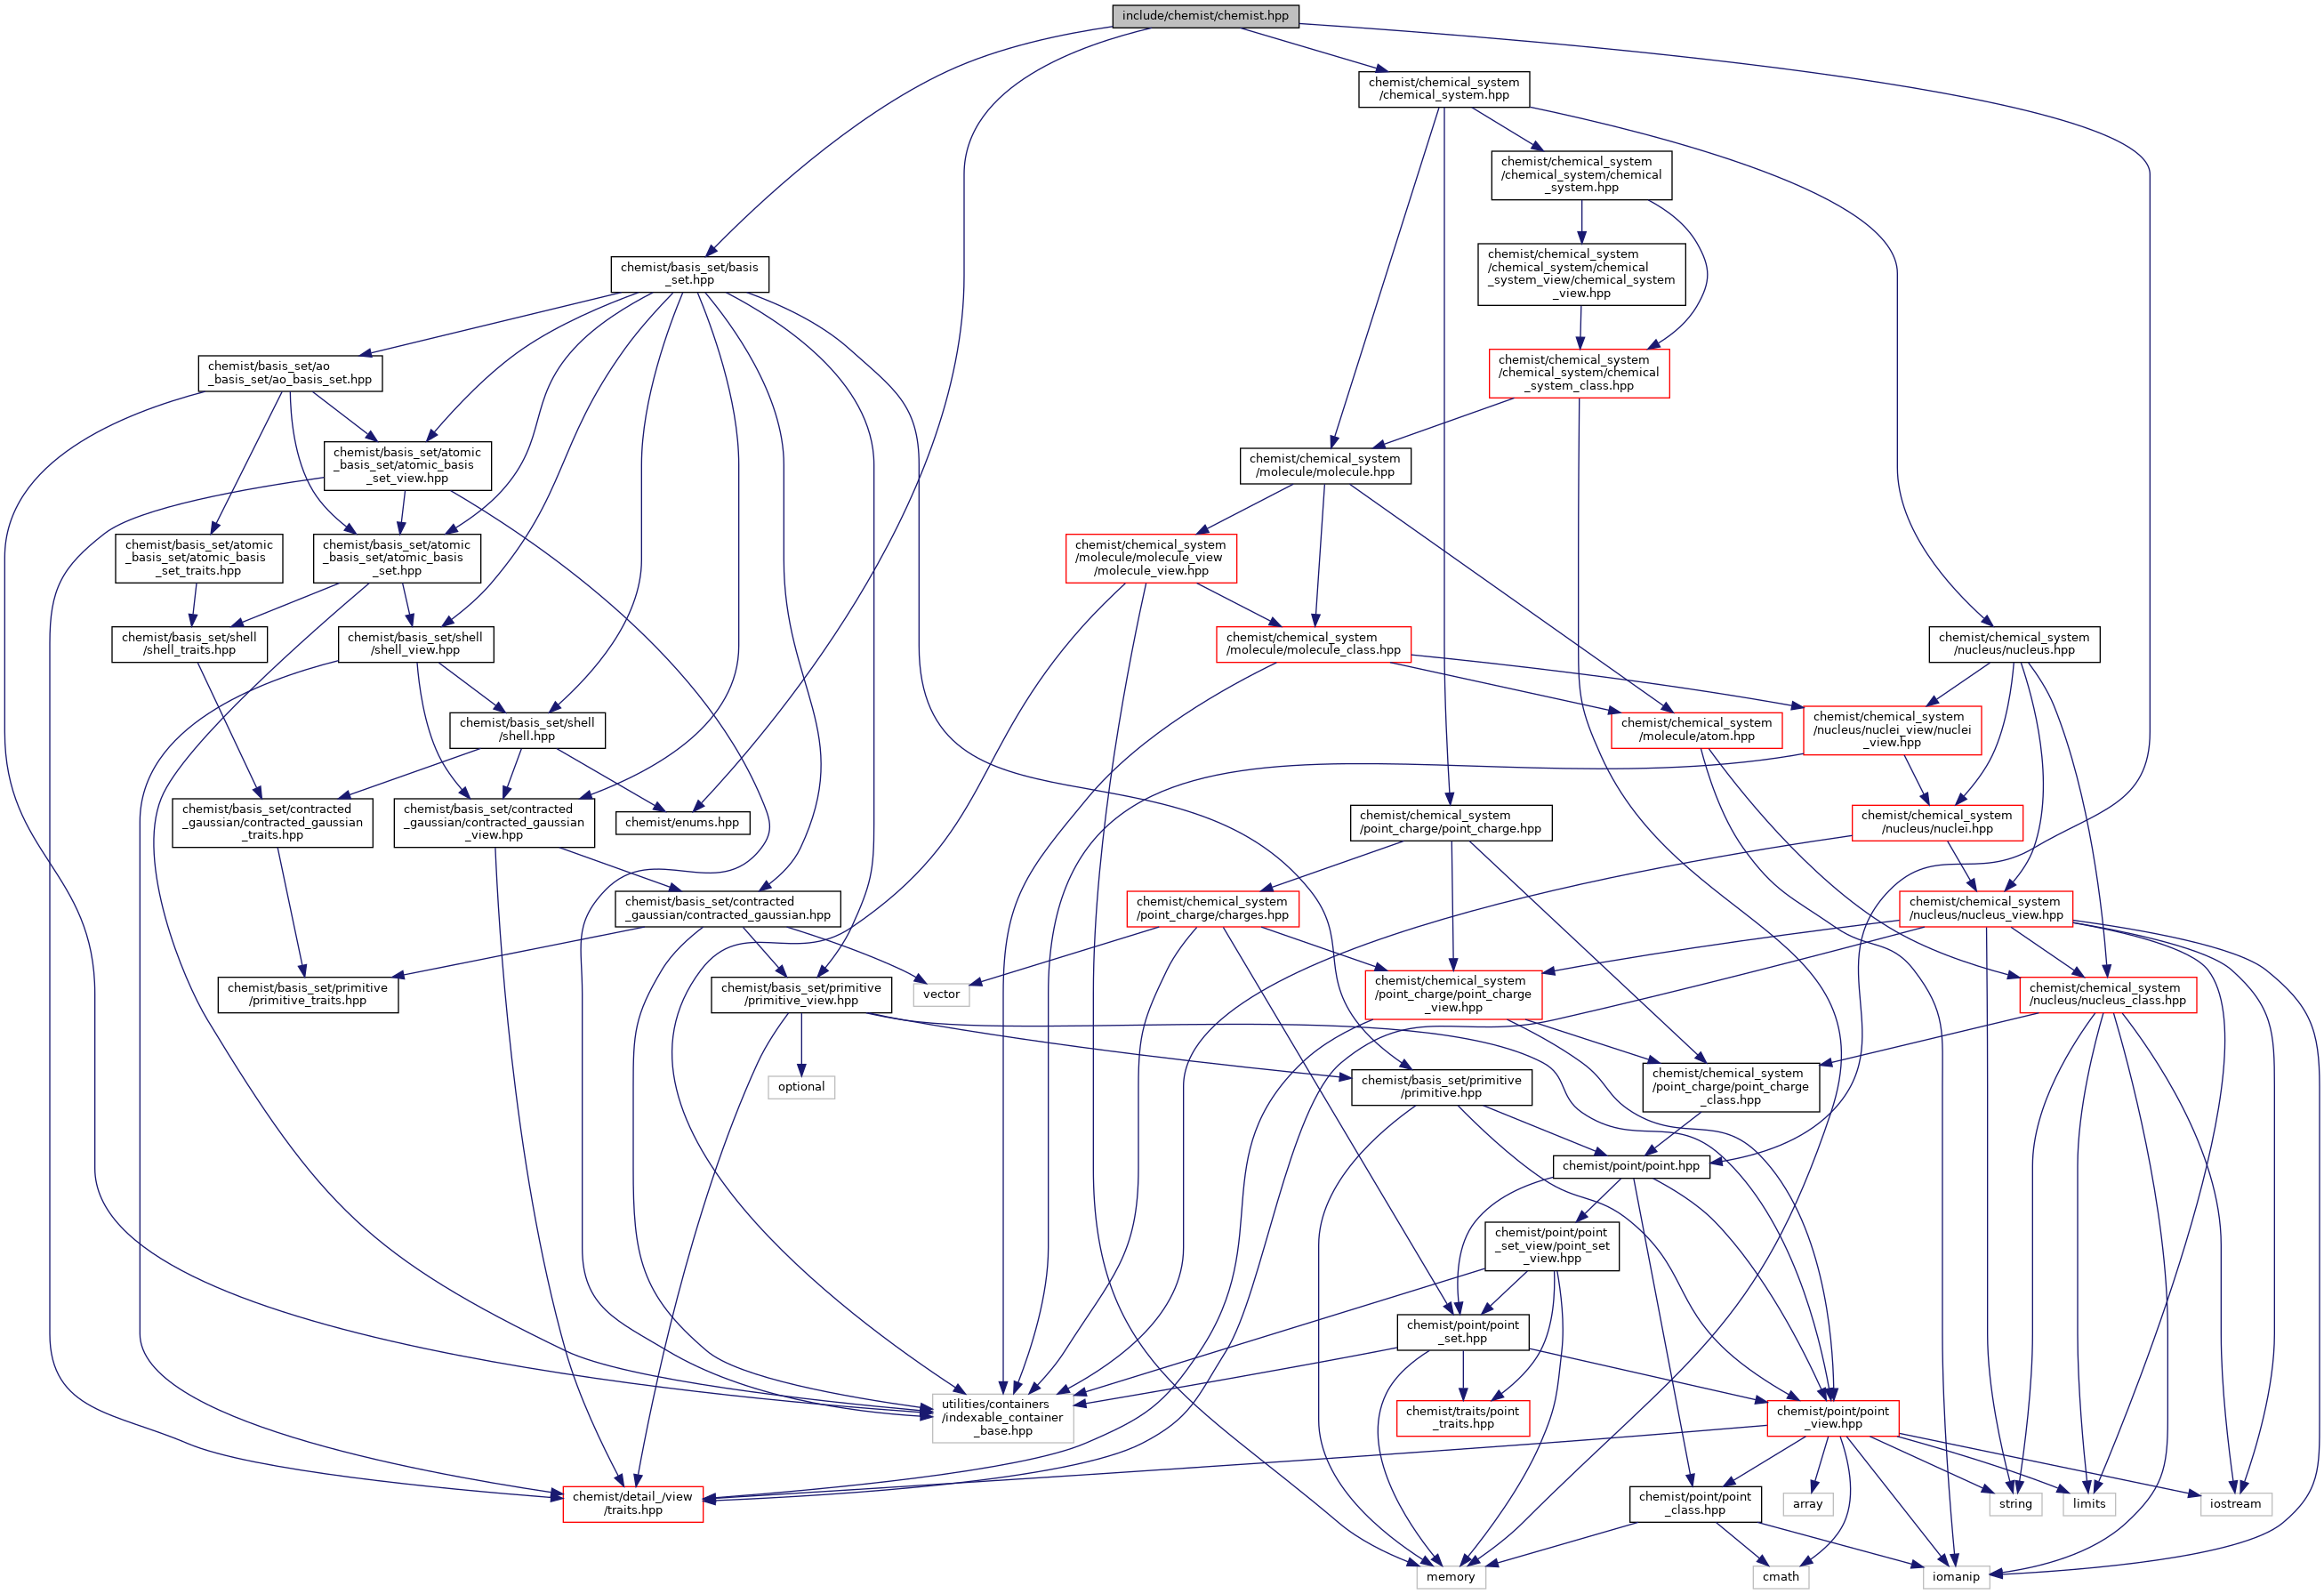 include/chemist/chemist.hpp
chemist/chemical_system
/chemical_system.hpp
chemist/chemical_system
/chemical_system/chemical
_system.hpp
chemist/chemical_system
/chemical_system/chemical
_system_view/chemical_system
_view.hpp
chemist/basis_set/basis
_set.hpp
chemist/chemical_system
/chemical_system/chemical
_system_class.hpp
chemist/basis_set/ao
_basis_set/ao_basis_set.hpp
chemist/basis_set/atomic
_basis_set/atomic_basis
_set_view.hpp
chemist/chemical_system
/molecule/molecule.hpp
chemist/basis_set/atomic
_basis_set/atomic_basis
_set_traits.hpp
chemist/basis_set/atomic
_basis_set/atomic_basis
_set.hpp
chemist/chemical_system
/molecule/molecule_view
/molecule_view.hpp
chemist/basis_set/shell
/shell_traits.hpp
chemist/basis_set/shell
/shell_view.hpp
chemist/chemical_system
/molecule/molecule_class.hpp
chemist/chemical_system
/nucleus/nucleus.hpp
chemist/basis_set/shell
/shell.hpp
chemist/chemical_system
/molecule/atom.hpp
chemist/chemical_system
/nucleus/nuclei_view/nuclei
_view.hpp
chemist/basis_set/contracted
_gaussian/contracted_gaussian
_traits.hpp
chemist/basis_set/contracted
_gaussian/contracted_gaussian
_view.hpp
chemist/enums.hpp
chemist/chemical_system
/point_charge/point_charge.hpp
chemist/chemical_system
/nucleus/nuclei.hpp
chemist/basis_set/contracted
_gaussian/contracted_gaussian.hpp
chemist/chemical_system
/point_charge/charges.hpp
chemist/chemical_system
/nucleus/nucleus_view.hpp
chemist/basis_set/primitive
/primitive_traits.hpp
chemist/basis_set/primitive
/primitive_view.hpp
vector
chemist/chemical_system
/point_charge/point_charge
_view.hpp
chemist/chemical_system
/nucleus/nucleus_class.hpp
optional
chemist/basis_set/primitive
/primitive.hpp
chemist/chemical_system
/point_charge/point_charge
_class.hpp
chemist/point/point.hpp
chemist/point/point
_set_view/point_set
_view.hpp
chemist/point/point
_set.hpp
utilities/containers
/indexable_container
_base.hpp
chemist/traits/point
_traits.hpp
chemist/point/point
_view.hpp
chemist/detail_/view
/traits.hpp
chemist/point/point
_class.hpp
array
string
limits
iostream
memory
cmath
iomanip